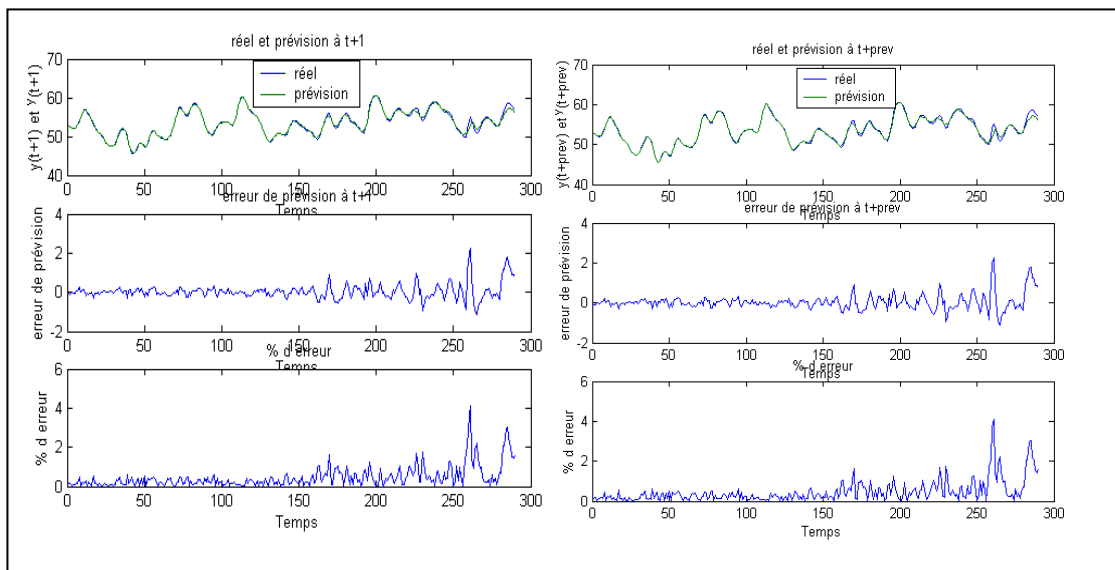 réel et prévision à t+1
y(t+1) et ^y(t+1)
70
60
50
40
réel
prévision
0 50 100 150 200 250 300
Temps
erreur de prévision à t+1
erreur de prévision
4
2
0
-2
0 50 100 150 200 250 300
Temps
% d erreur
% d erreur
6
4
2
0
0 50 100 150 200 250 300
Temps
réel et prévision à t+prev
y(t+prev) et ^y(t+prev)
70
60
50
40
réel
prévision
0 50 100 150 200 250 300
Temps
erreur de prévision à t+prev
erreur de prévision
4
2
0
-2
0 50 100 150 200 250 300
Temps
% d erreur
% d erreur
6
4
2
0
0 50 100 150 200 250 300
Temps